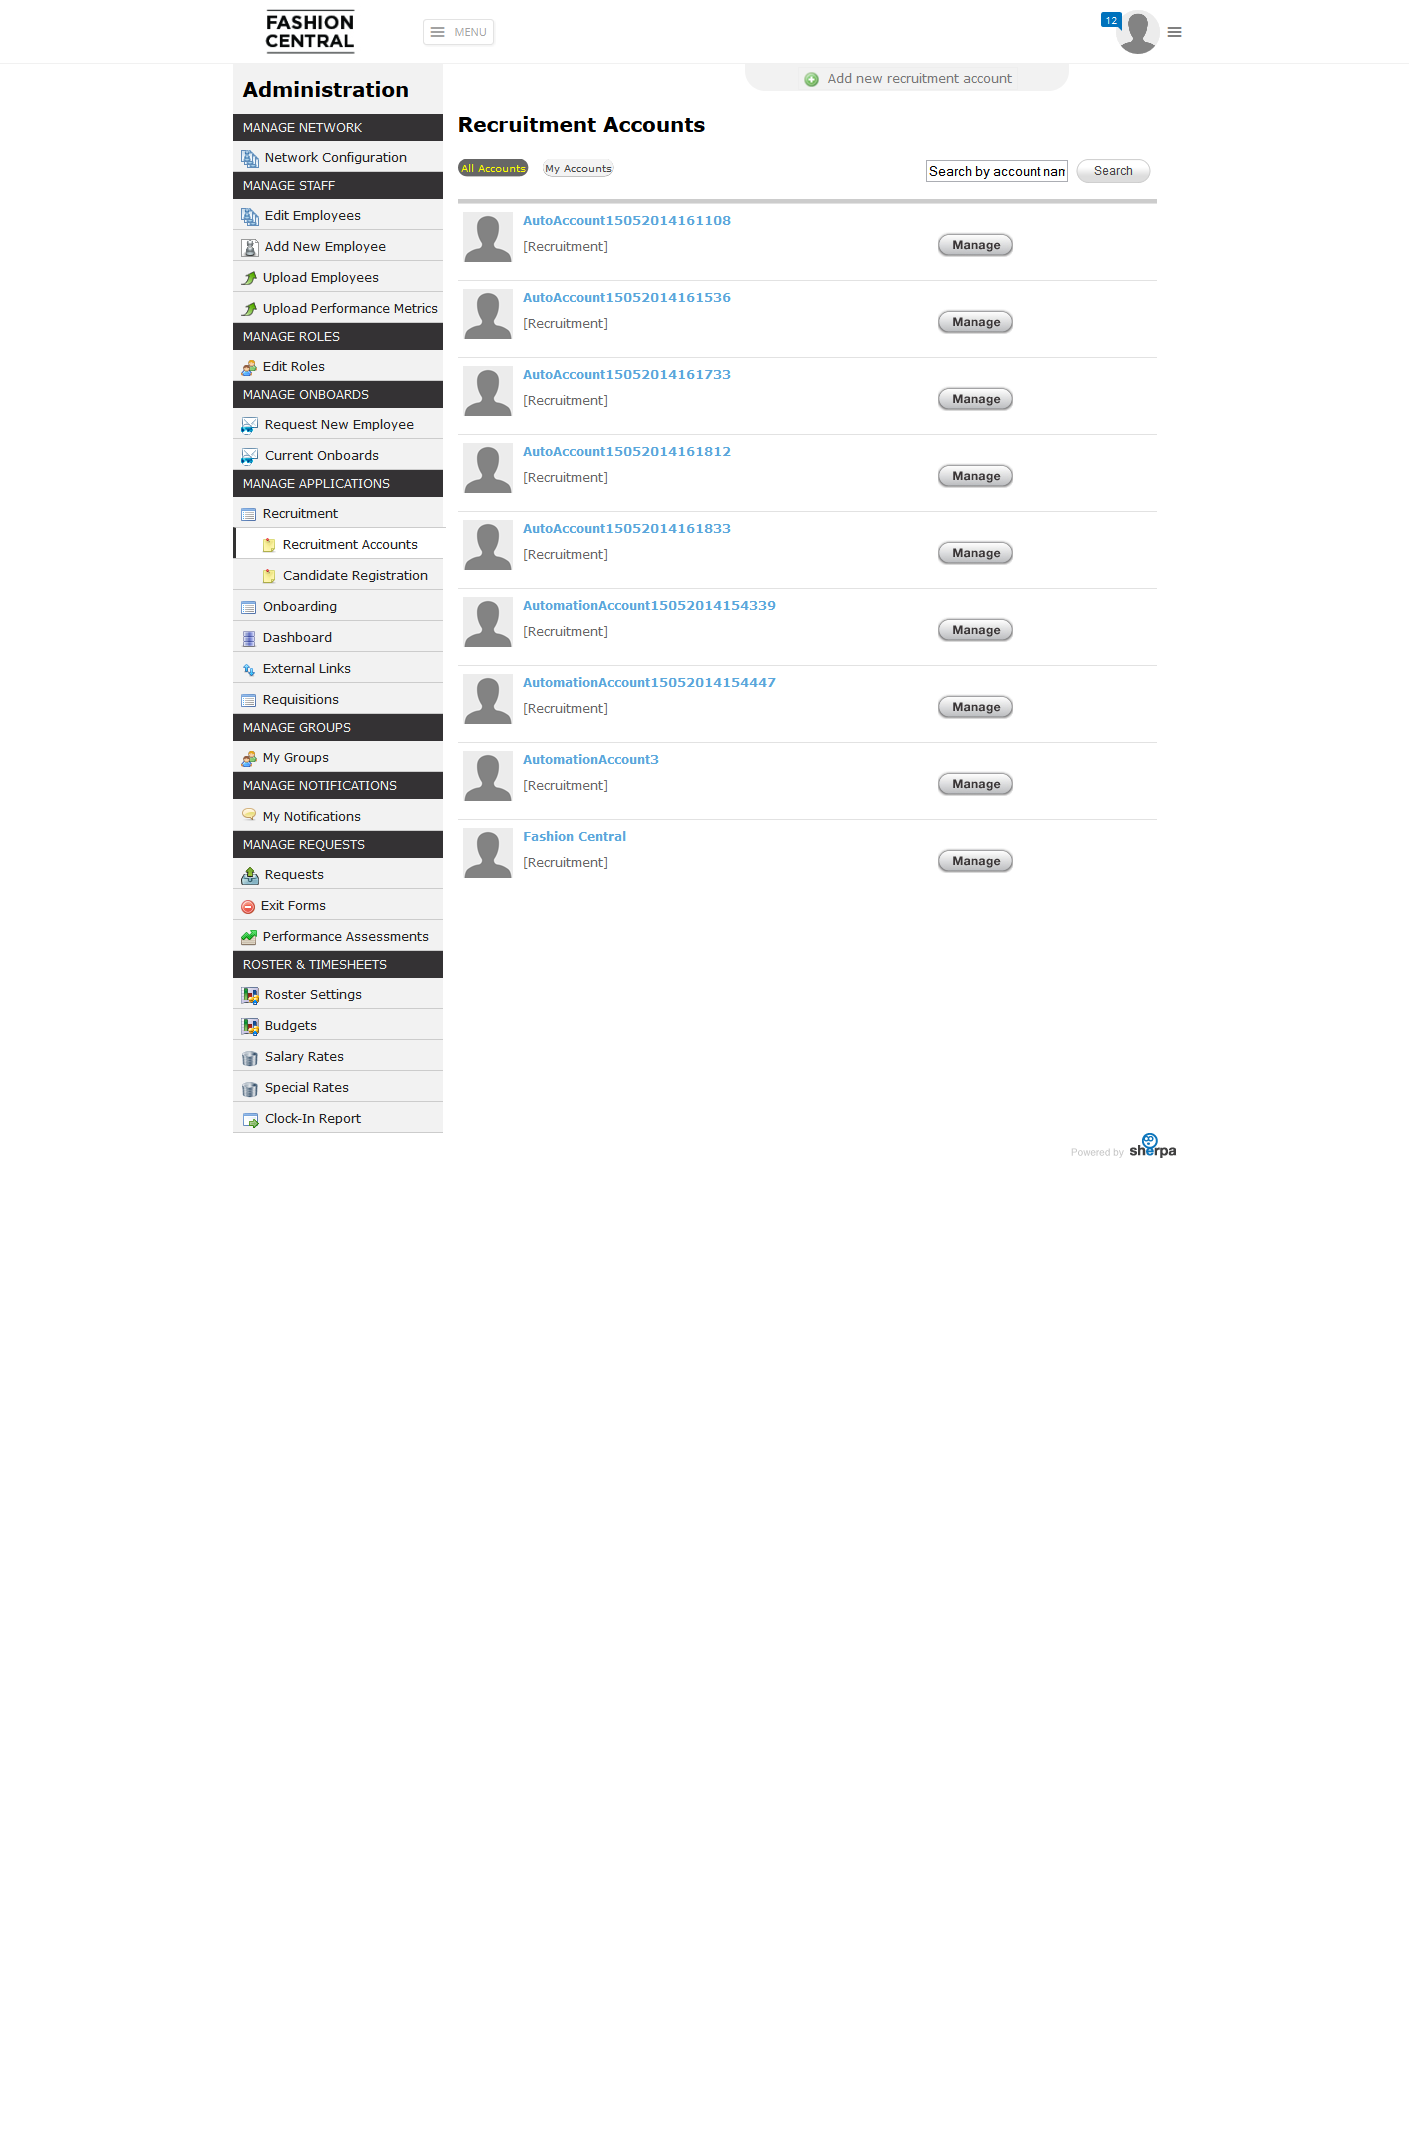 FASHION
CENTRAL
MENU
12
Administration
MANAGE NETWORK
Network Configuration
MANAGE STAFF
Edit Employees
Add New Employee
Upload Employees
Upload Performance Metrics
MANAGE ROLES
Edit Roles
MANAGE ONBOARDS
Request New Employee
Current Onboards
MANAGE APPLICATIONS
Recruitment
Recruitment Accounts
Candidate Registration
Onboarding
Dashboard
External Links
Requisitions
MANAGE GROUPS
My Groups
MANAGE NOTIFICATIONS
My Notifications
MANAGE REQUESTS
Requests
Exit Forms
Performance Assessments
ROSTER & TIMESHEETS
Roster Settings
Budgets
Salary Rates
Special Rates
Clock-In Report
Add new recruitment account
Recruitment Accounts
All Accounts My Accounts Search by account nam Search
AutoAccount15052014161108
[Recruitment] Manage
AutoAccount15052014161536
[Recruitment] Manage
AutoAccount15052014161733
[Recruitment] Manage
AutoAccount15052014161812
[Recruitment] Manage
AutoAccount15052014161833
[Recruitment] Manage
AutomationAccount15052014154339
[Recruitment] Manage
AutomationAccount15052014154447
[Recruitment] Manage
AutomationAccount3
[Recruitment] Manage
Fashion Central
[Recruitment] Manage
Powered by sherpa